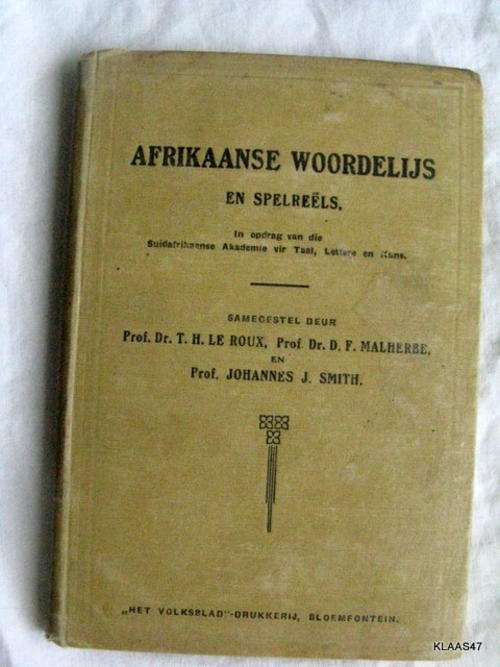 AFRIKAANSE WOORDELIJS
EN SPELREËLS,
In opdrag van die
Suidafrikaanse Akademie vir Taal, Lettere en Kuns.
SAMEGESTEL DEUR
Prof. Dr. T. H. LE ROUX, Prof. Dr. D. F. MALHERBE,
EN
Prof. JOHANNES J. SMITH.
„HET VOLKSBLAD"-DRUKKERIJ, BLOEMFONTEIN.
KLAAS47